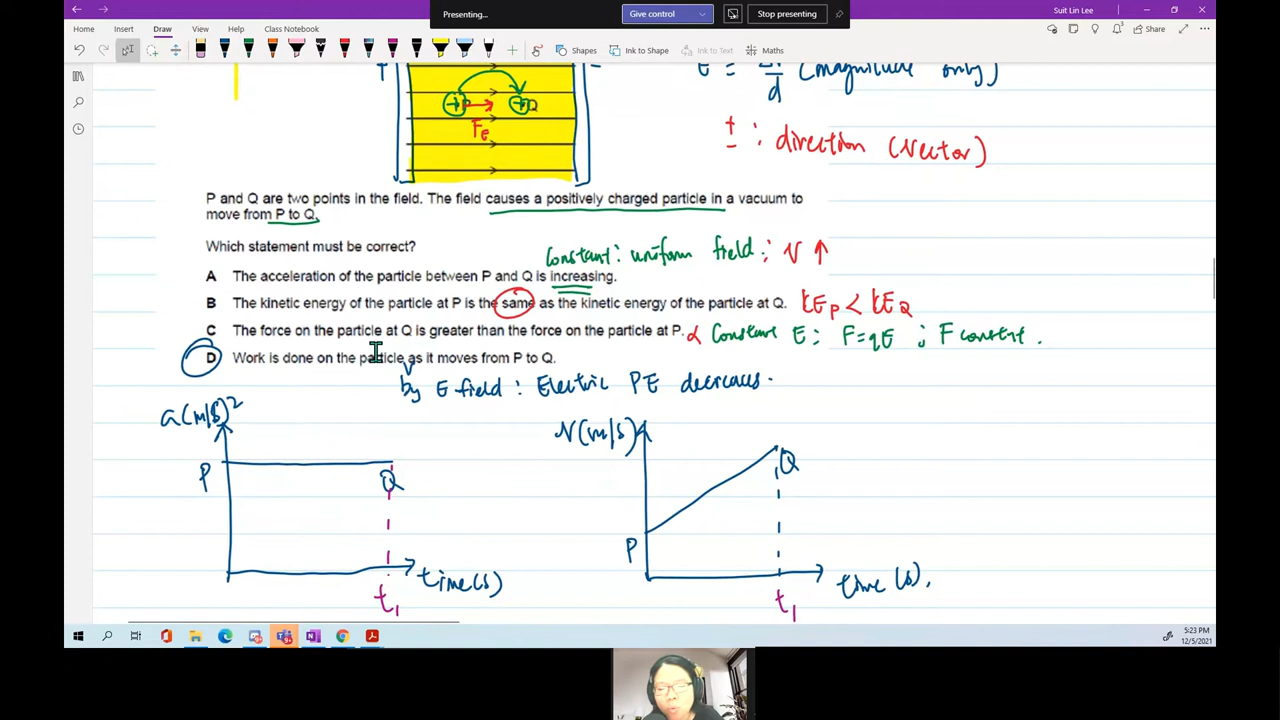 Presenting...
Give control
Stop presenting
Suit Lin Lee
Home Insert Draw View Class Notebook Share
Shapes Ink to Shape Ink to Text Maths
(magnitude only)
d
+
P Q
FE
+
-
: direction (Vector)
P and Q are two points in the field. The field causes a positively charged particle in a vacuum to
move from P to Q.
Which statement must be correct?
constant: uniform field; v ↑
A The acceleration of the particle between P and Q is increasing.
B The kinetic energy of the particle at P is the same as the kinetic energy of the particle at Q. KEP < KEQ
C The force on the particle at Q is greater than the force on the particle at P. Constant E; F=qE ; F constant.
D Work is done on the particle as it moves from P to Q.
by E field : Electric PE decreases.
a(m/s)²
v(m/s)
P Q
Q
P
time(s)
time (s).
t1
t1
5:23 PM
12/5/2021